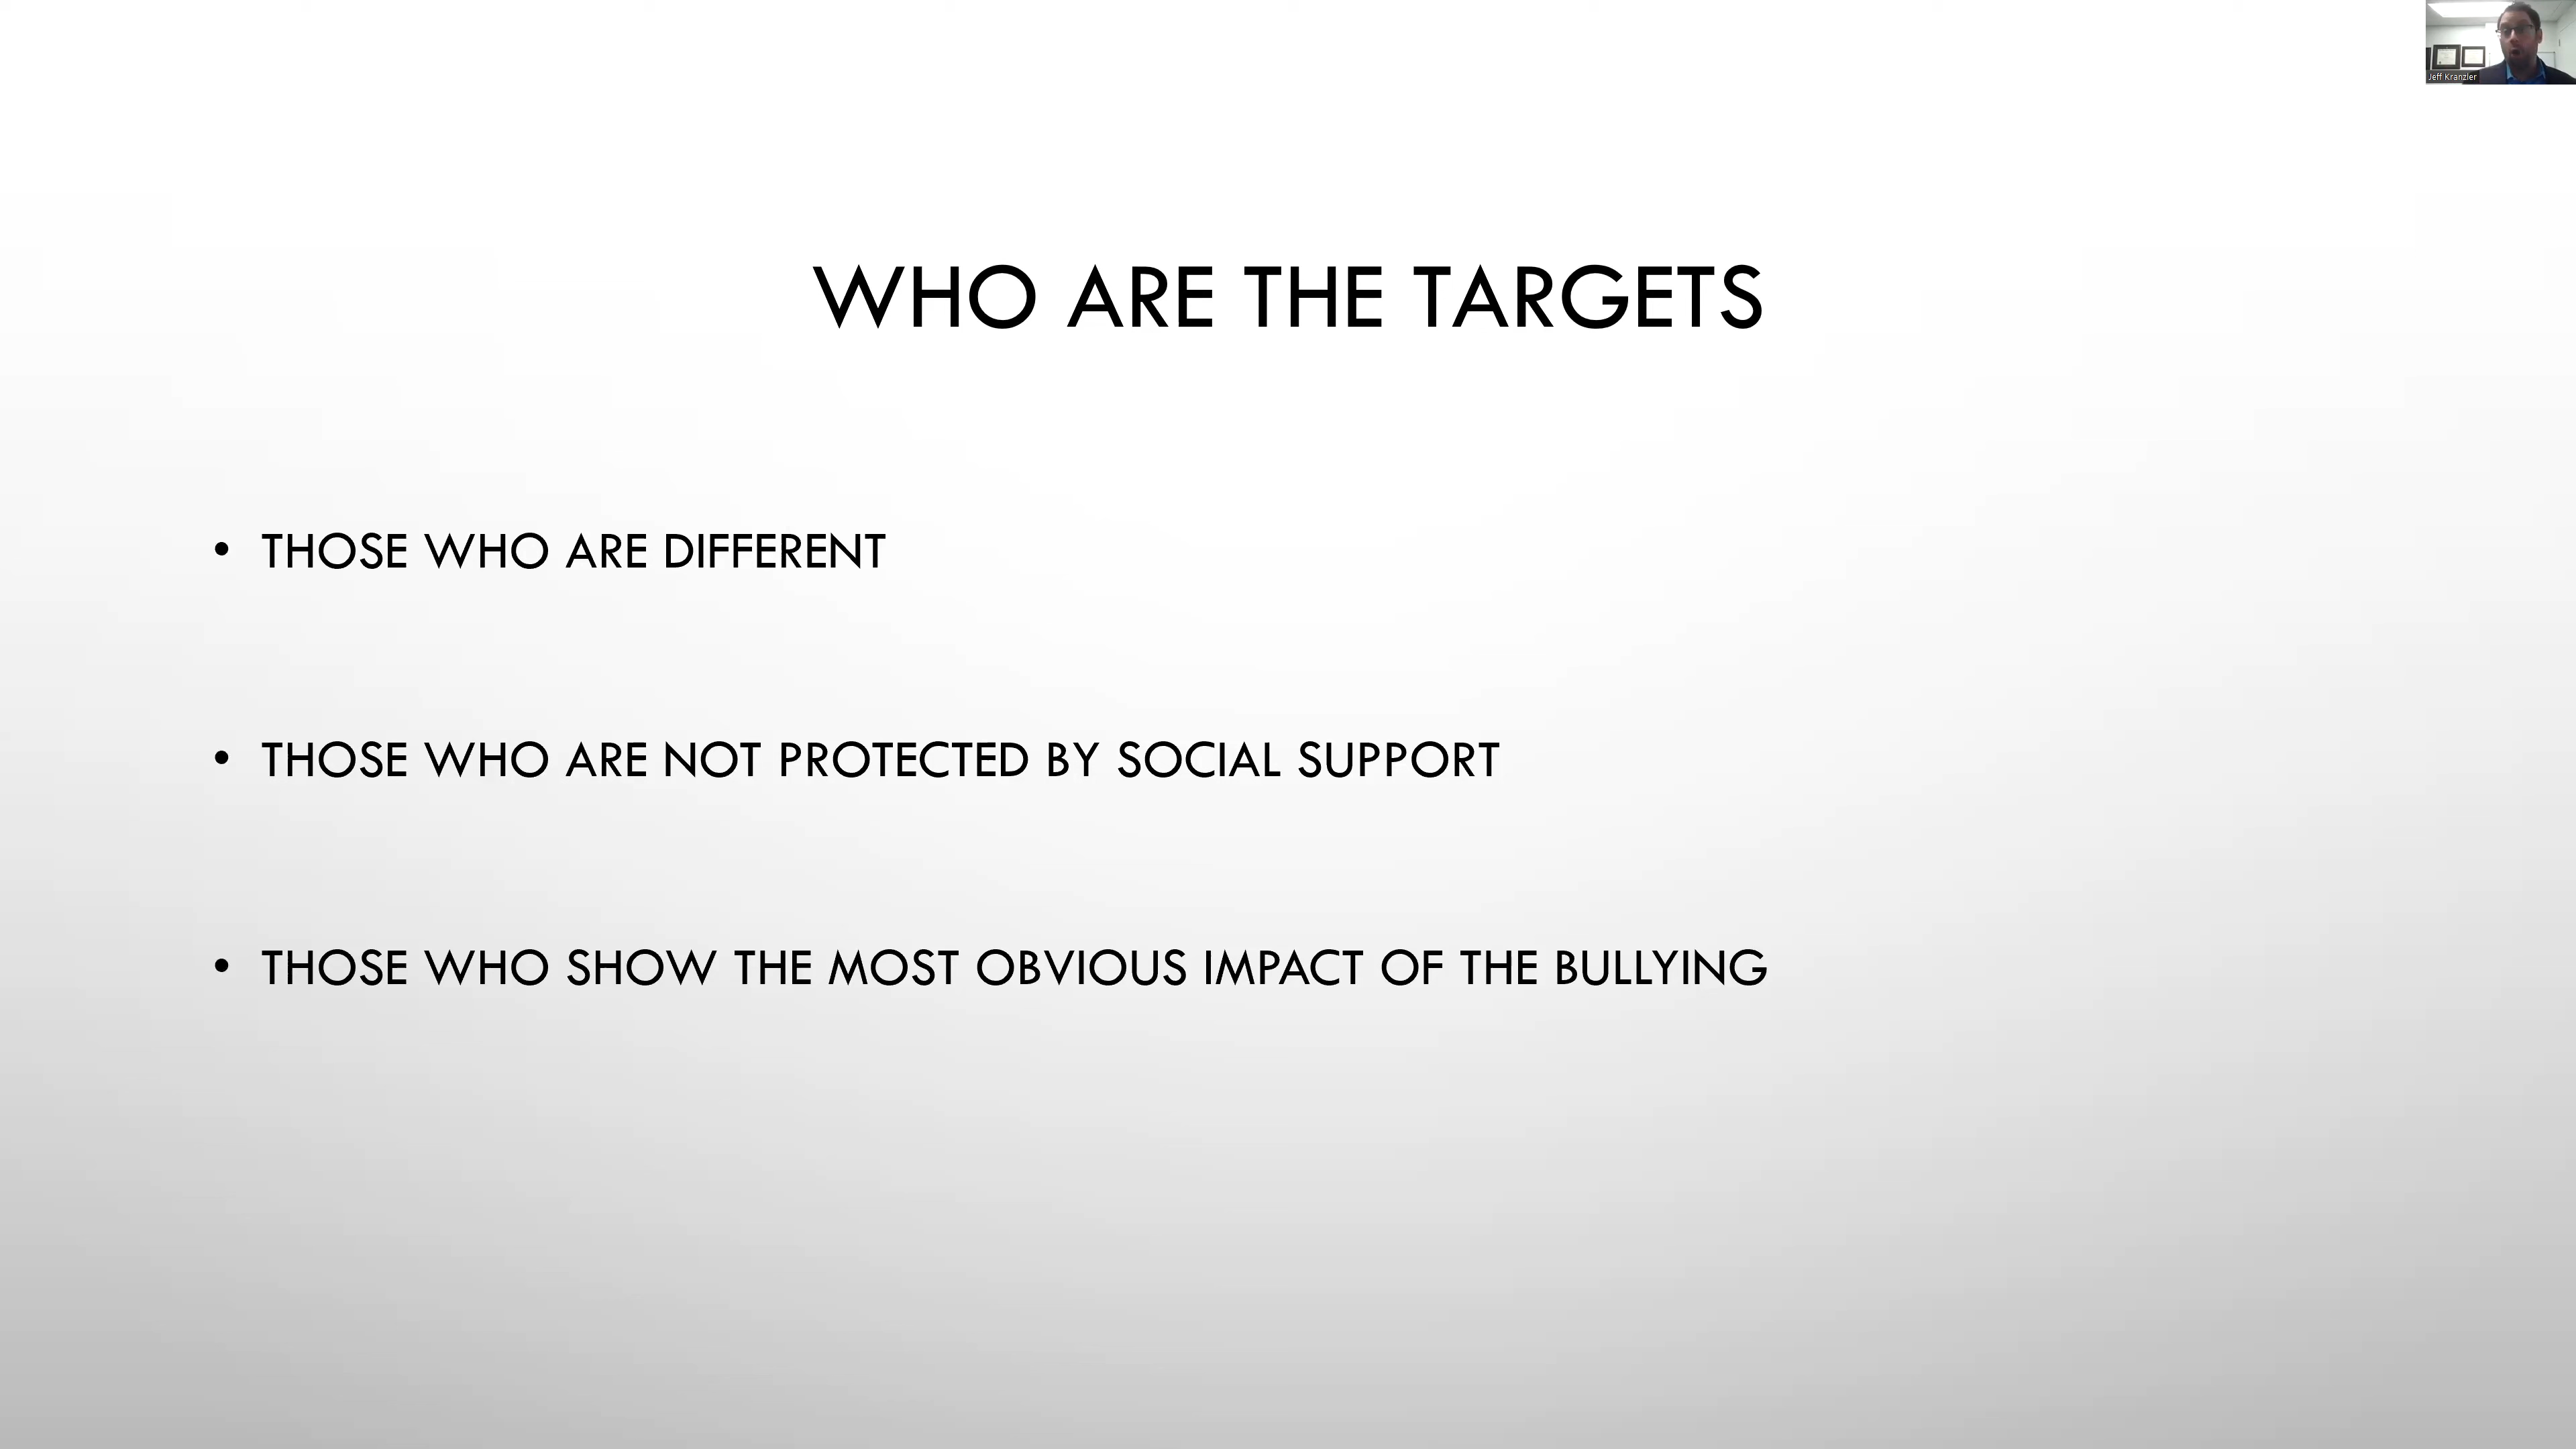 Jeff Kranzler
WHO ARE THE TARGETS
• THOSE WHO ARE DIFFERENT
• THOSE WHO ARE NOT PROTECTED BY SOCIAL SUPPORT
• THOSE WHO SHOW THE MOST OBVIOUS IMPACT OF THE BULLYING